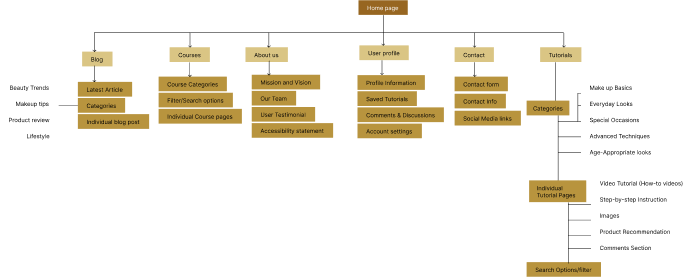 Home page
Blog
Courses
About us
User profile
Contact
Tutorials
Beauty Trends
Makeup tips
Product review
Lifestyle
Latest Article
Categories
Individual blog post
Course Categories
Filter/Search options
Individual Course pages
Mission and Vision
Our Team
User Testimonial
Accessibility statement
Profile Information
Saved Tutorials
Comments & Discussions
Account settings
Contact form
Contact Info
Social Media links
Categories
Make up Basics
Everyday Looks
Special Occasions
Advanced Techniques
Age-Appropriate looks
Individual
Tutorial Pages
Video Tutorial (How-to videos)
Step-by-step Instruction
Images
Product Recommendation
Comments Section
Search Options/filter